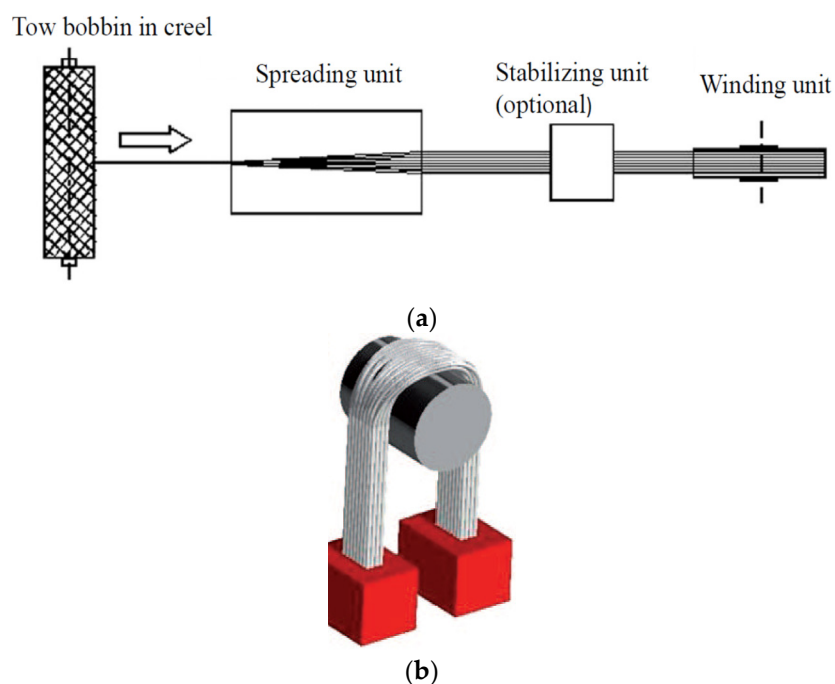 Tow bobbin in creel
Spreading unit
Stabilizing unit
(optional)
Winding unit
(a)
(b)